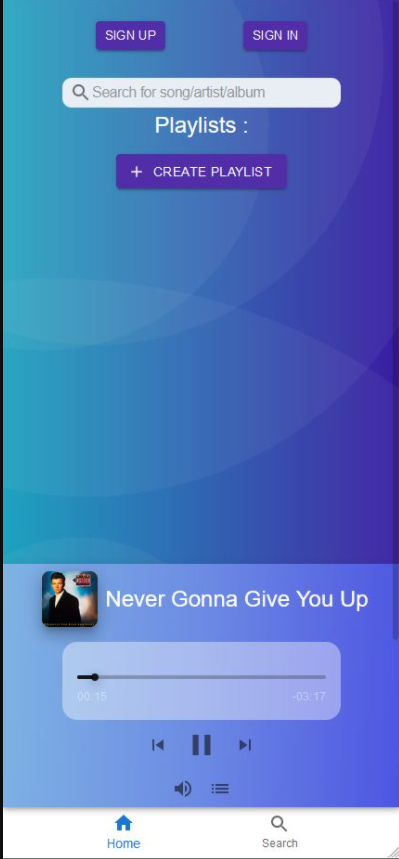 SIGN UP SIGN IN
Search for song/artist/album
Playlists :
+ CREATE PLAYLIST
Never Gonna Give You Up
00:15 -03:17
Home Search